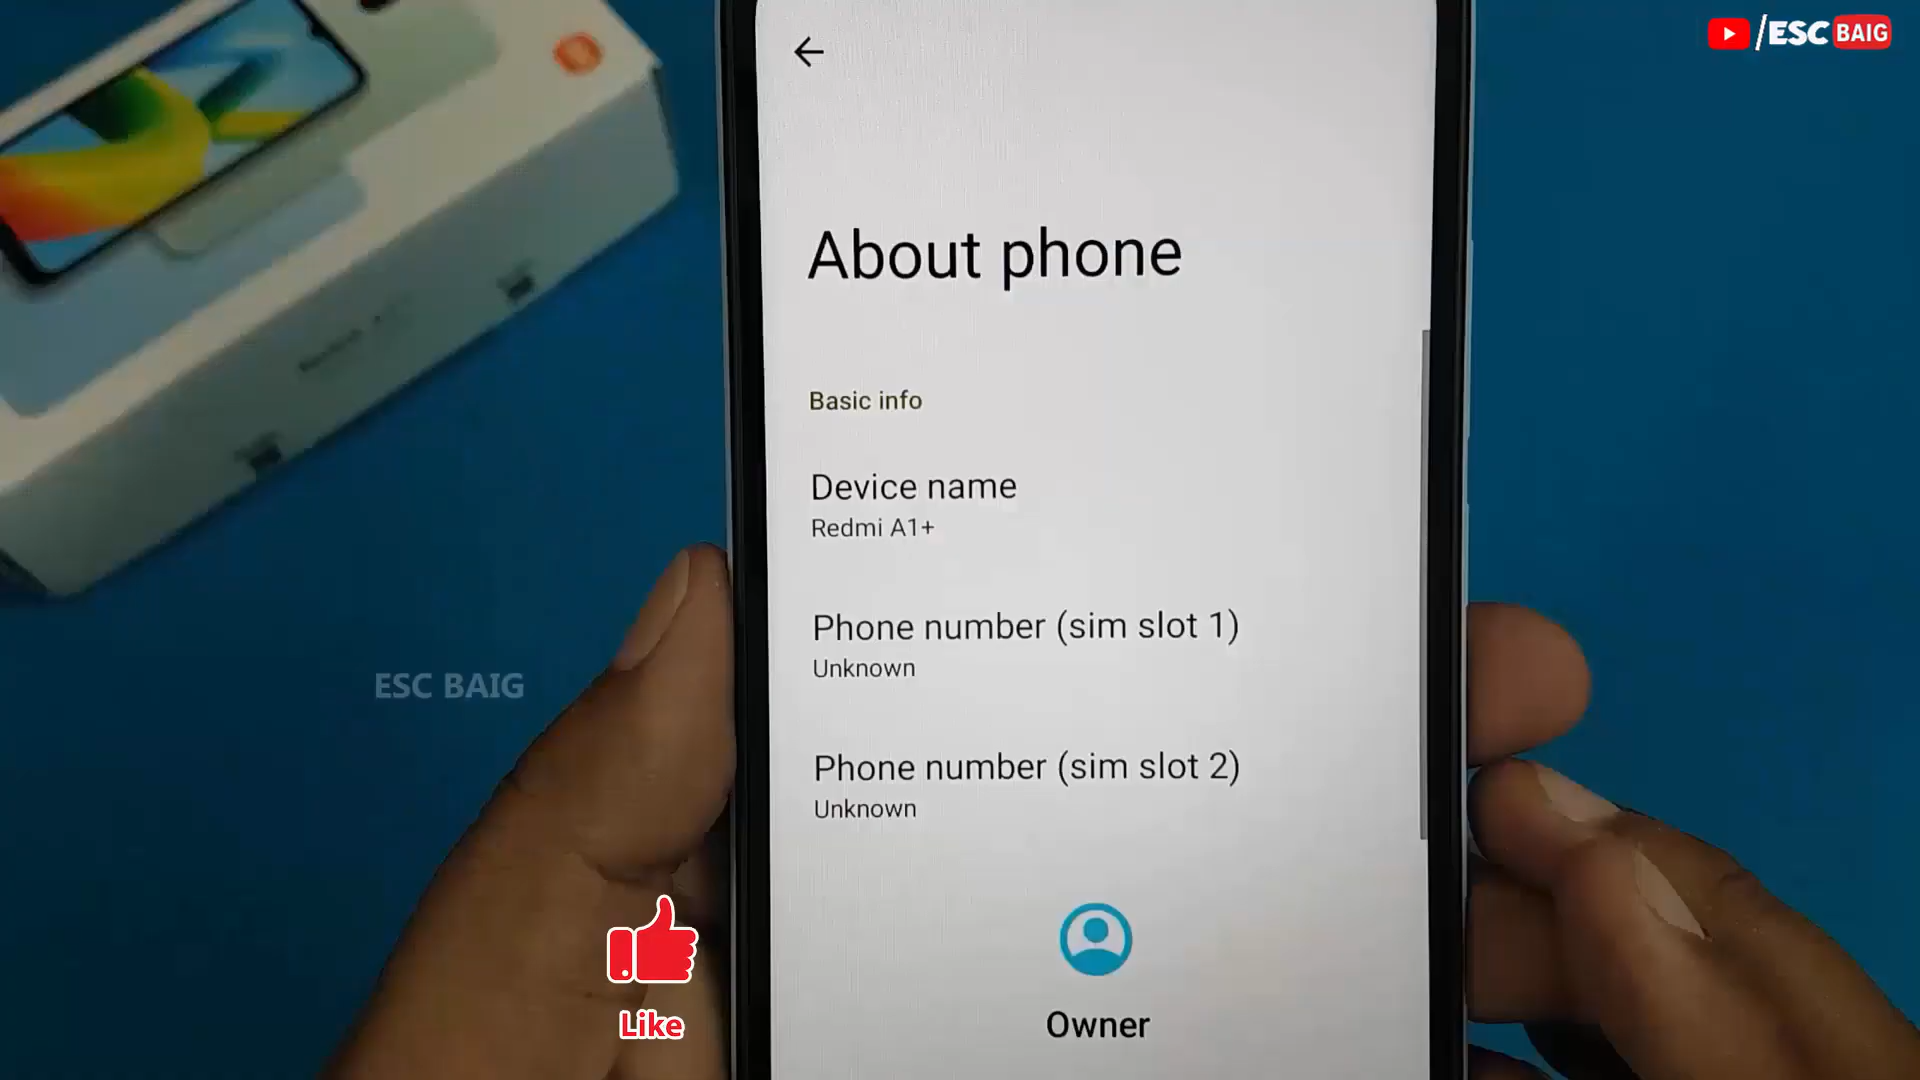 /ESC BAIG
About phone
Basic info
Device name
Redmi A1+
Phone number (sim slot 1)
Unknown
Phone number (sim slot 2)
Unknown
ESC BAIG
Like
Owner